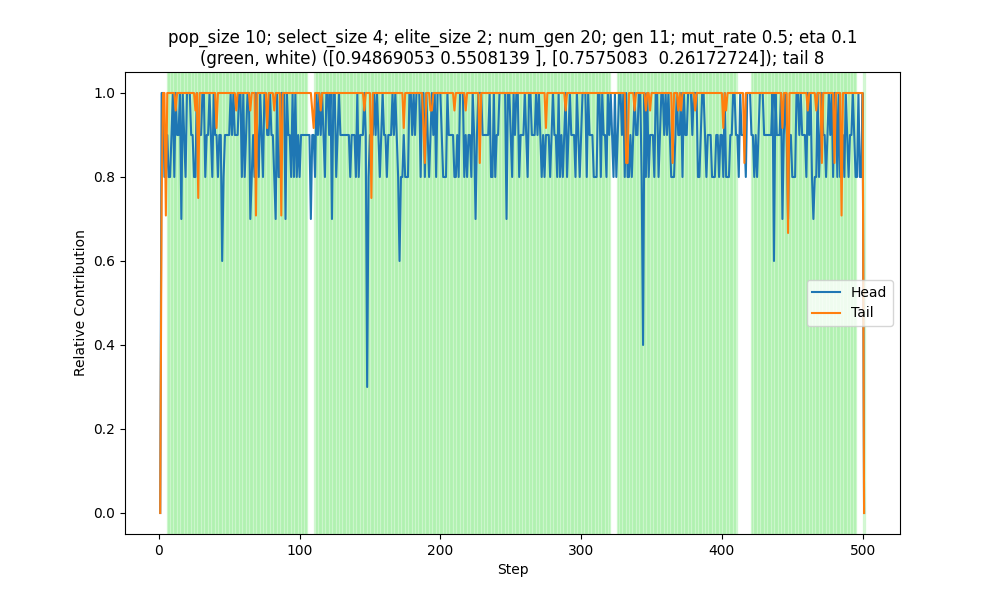 pop_size 10; select_size 4; elite_size 2; num_gen 20; gen 11; mut_rate 0.5; eta 0.1
(green, white) ([0.94869053 0.5508139 ], [0.7575083  0.26172724]); tail 8
1.0
0.8
0.6
0.4
0.2
0.0
Relative Contribution
Head
Tail
0
100
200
300
400
500
Step